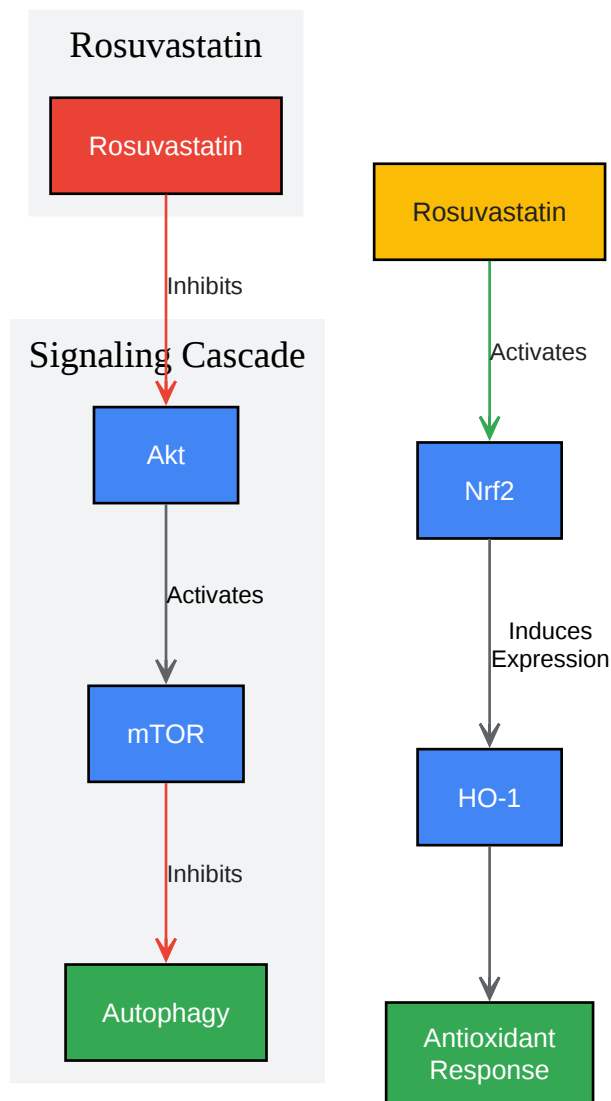 Rosuvastatin
Rosuvastatin
Inhibits
Signaling Cascade
Akt
Activates
mTOR
Inhibits
Autophagy
Rosuvastatin
Activates
Nrf2
Induces
Expression
HO-1
Antioxidant
Response